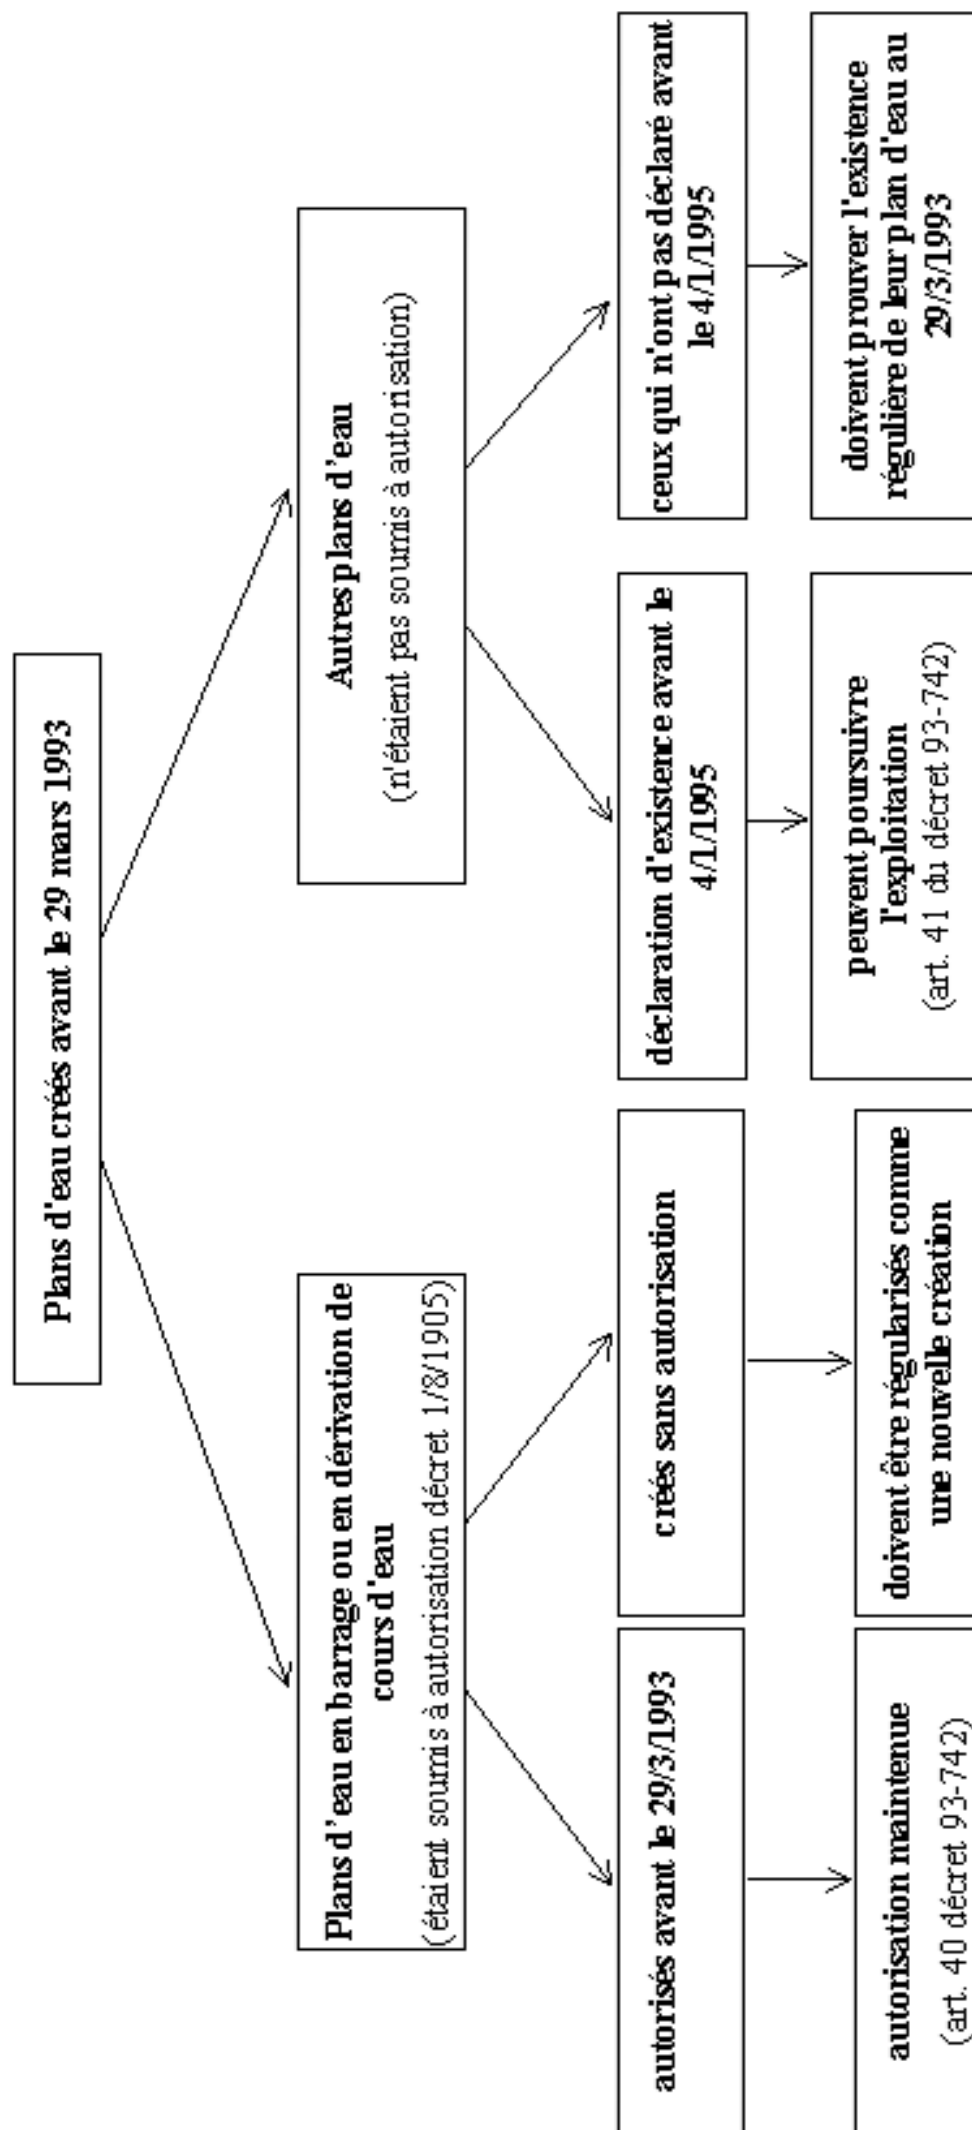 Plans d'eau créés avant le 29 mars 1993
Plans d'eau en barrage ou en dérivation de
cours d'eau
(étaient soumis à autorisation décret 1/8/1905)
Autres plans d'eau
(n'étaient pas soumis à autorisation)
autorisés avant le 29/3/1993
créés sans autorisation
déclaration d'existence avant le
4/1/1995
ceux qui n'ont pas déclaré avant
le 4/1/1995
autorisation maintenue
(art. 40 décret 93-742)
doivent être régularisés comme
une nouvelle création
peuvent poursuivre
l'exploitation
(art. 41 du décret 93-742)
doivent prouver l'existence
régulière de leur plan d'eau au
29/3/1993